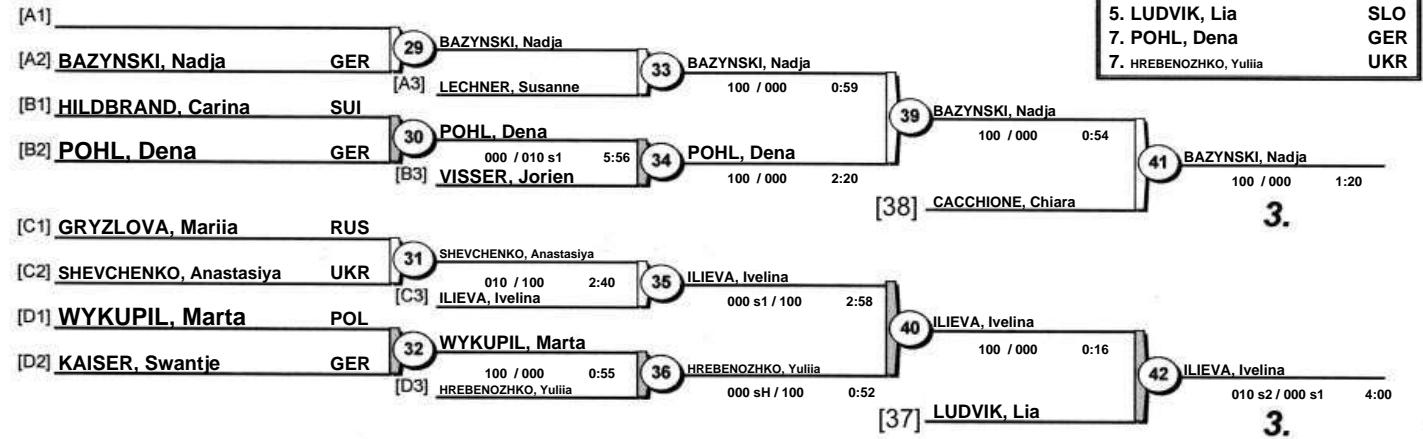 5. LUDVIK, Lia SLO
7. POHL, Dena GER
7. HREBENOZHKO, Yuliia UKR
[A1]
[A2] BAZYNSKI, Nadja GER
29
BAZYNSKI, Nadja
[A3] LECHNER, Susanne
33
BAZYNSKI, Nadja
100 / 000 0:59
[B1] HILDBRAND, Carina SUI
[B2] POHL, Dena GER
30
POHL, Dena
000 / 010 s1 5:56
[B3] VISSER, Jorien
34
POHL, Dena
100 / 000 2:20
39
BAZYNSKI, Nadja
100 / 000 0:54
[38] CACCHIONE, Chiara
41
BAZYNSKI, Nadja
100 / 000 1:20
3.
[C1] GRYZLOVA, Mariia RUS
[C2] SHEVCHENKO, Anastasiya UKR
31
SHEVCHENKO, Anastasiya
010 / 100 2:40
[C3] ILIEVA, Ivelina
35
ILIEVA, Ivelina
000 s1 / 100 2:58
[D1] WYKUPIL, Marta POL
[D2] KAISER, Swantje GER
32
WYKUPIL, Marta
100 / 000 0:55
[D3] HREBENOZHKO, Yuliia
36
HREBENOZHKO, Yuliia
000 sH / 100 0:52
40
ILIEVA, Ivelina
100 / 000 0:16
[37] LUDVIK, Lia
42
ILIEVA, Ivelina
010 s2 / 000 s1 4:00
3.